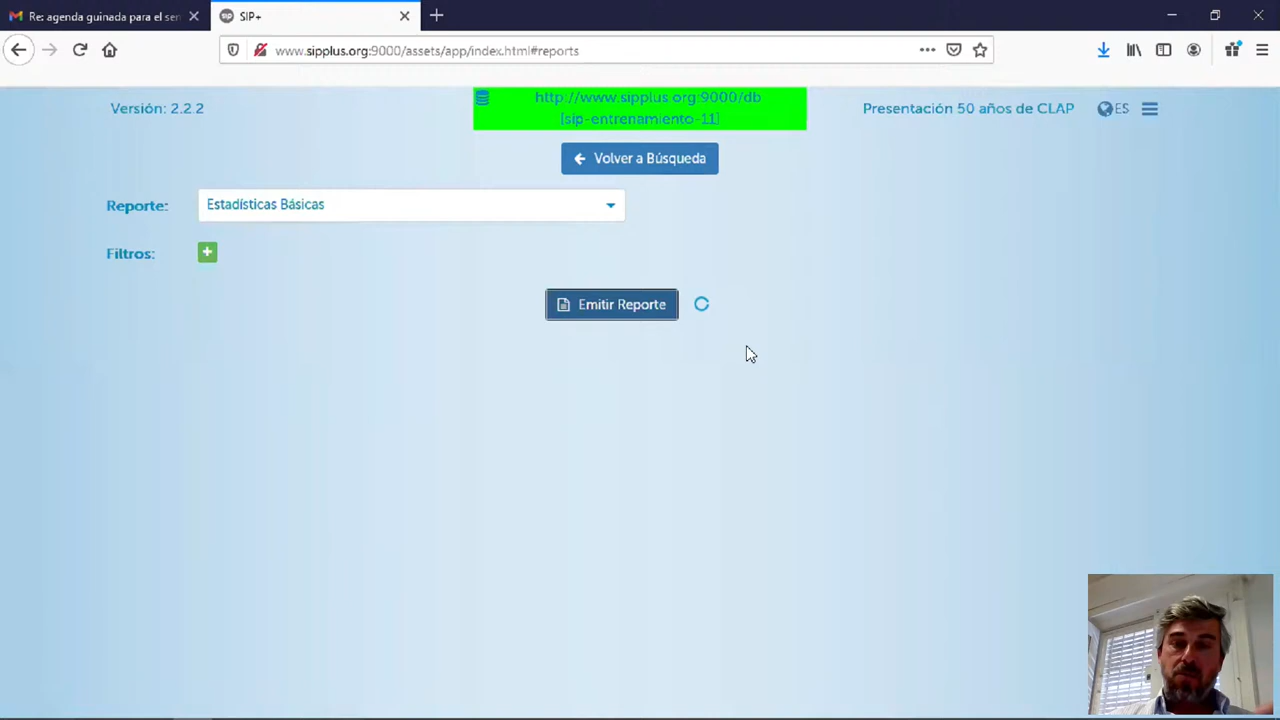 Re: agenda guinada para el sen
SIP+
www.sipplus.org:9000/assets/app/index.html#reports
Versión: 2.2.2
http://www.sipplus.org:9000/db
[sip-entrenamiento-11]
Presentación 50 años de CLAP
ES
Volver a Búsqueda
Reporte:
Estadísticas Básicas
Filtros:
Emitir Reporte